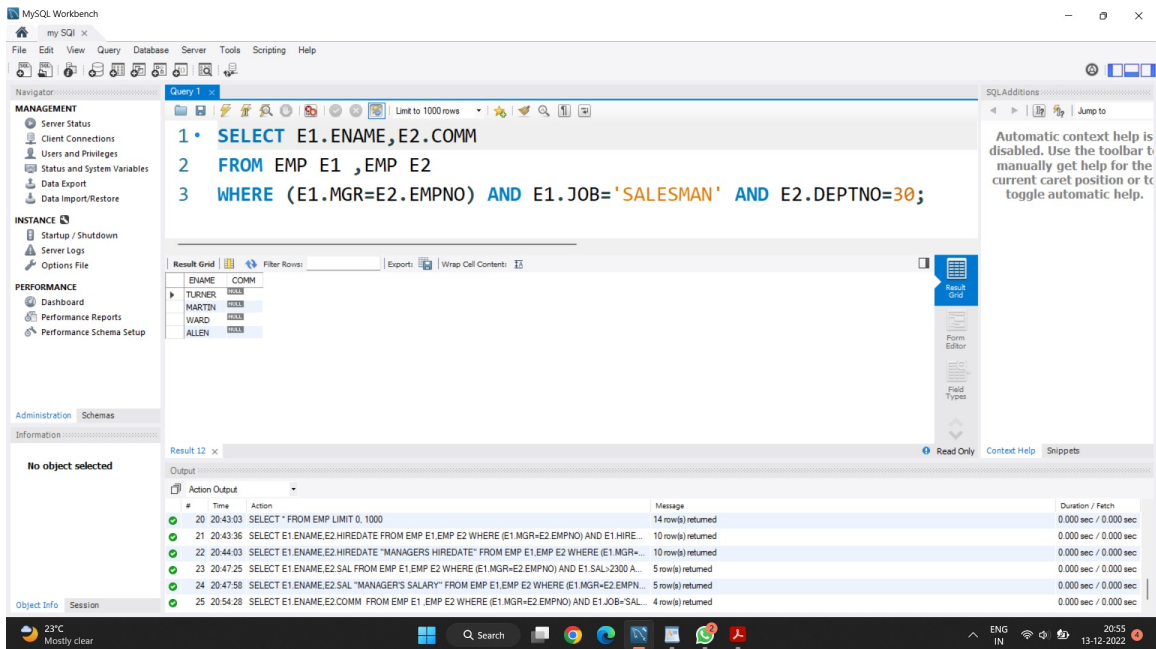 MySQL Workbench
my SQl ×
File Edit View Query Database Server Tools Scripting Help
Navigator
MANAGEMENT
Server Status
Client Connections
Users and Privileges
Status and System Variables
Data Export
Data Import/Restore
INSTANCE
Startup / Shutdown
Server Logs
Options File
PERFORMANCE
Dashboard
Performance Reports
Performance Schema Setup
Administration Schemas
Information
No object selected
Object Info Session
Query 1 ×
Limit to 1000 rows
1 SELECT E1.ENAME,E2.COMM
2 FROM EMP E1 ,EMP E2
3 WHERE (E1.MGR=E2.EMPNO) AND E1.JOB='SALESMAN' AND E2.DEPTNO=30;
Result Grid Filter Rows: Export: Wrap Cell Content:
ENAME COMM
TURNER NULL
MARTIN NULL
WARD NULL
ALLEN NULL
Result Grid
Form Editor
Field Types
Result 12 ×
Read Only
SQLAdditions
Jump to
Automatic context help is
disabled. Use the toolbar t
manually get help for the
current caret position or to
toggle automatic help.
Context Help Snippets
Output
Action Output
# Time Action Message Duration / Fetch
20 20:43:03 SELECT * FROM EMP LIMIT 0, 1000 14 row(s) returned 0.000 sec / 0.000 sec
21 20:43:36 SELECT E1.ENAME,E2.HIREDATE FROM EMP E1,EMP E2 WHERE (E1.MGR=E2.EMPNO) AND E1.HIRE... 10 row(s) returned 0.000 sec / 0.000 sec
22 20:44:03 SELECT E1.ENAME,E2.HIREDATE "MANAGERS HIREDATE" FROM EMP E1,EMP E2 WHERE (E1.MGR=... 10 row(s) returned 0.000 sec / 0.000 sec
23 20:47:25 SELECT E1.ENAME,E2.SAL FROM EMP E1,EMP E2 WHERE (E1.MGR=E2.EMPNO) AND E1.SAL>2300 A... 5 row(s) returned 0.000 sec / 0.000 sec
24 20:47:58 SELECT E1.ENAME,E2.SAL "MANAGER'S SALARY" FROM EMP E1,EMP E2 WHERE (E1.MGR=E2.EMPN... 5 row(s) returned 0.000 sec / 0.000 sec
25 20:54:28 SELECT E1.ENAME,E2.COMM FROM EMP E1 ,EMP E2 WHERE (E1.MGR=E2.EMPNO) AND E1.JOB='SAL... 4 row(s) returned 0.000 sec / 0.000 sec
23°C
Mostly clear
Search
2
ENG
IN
20:55
13-12-2022
4